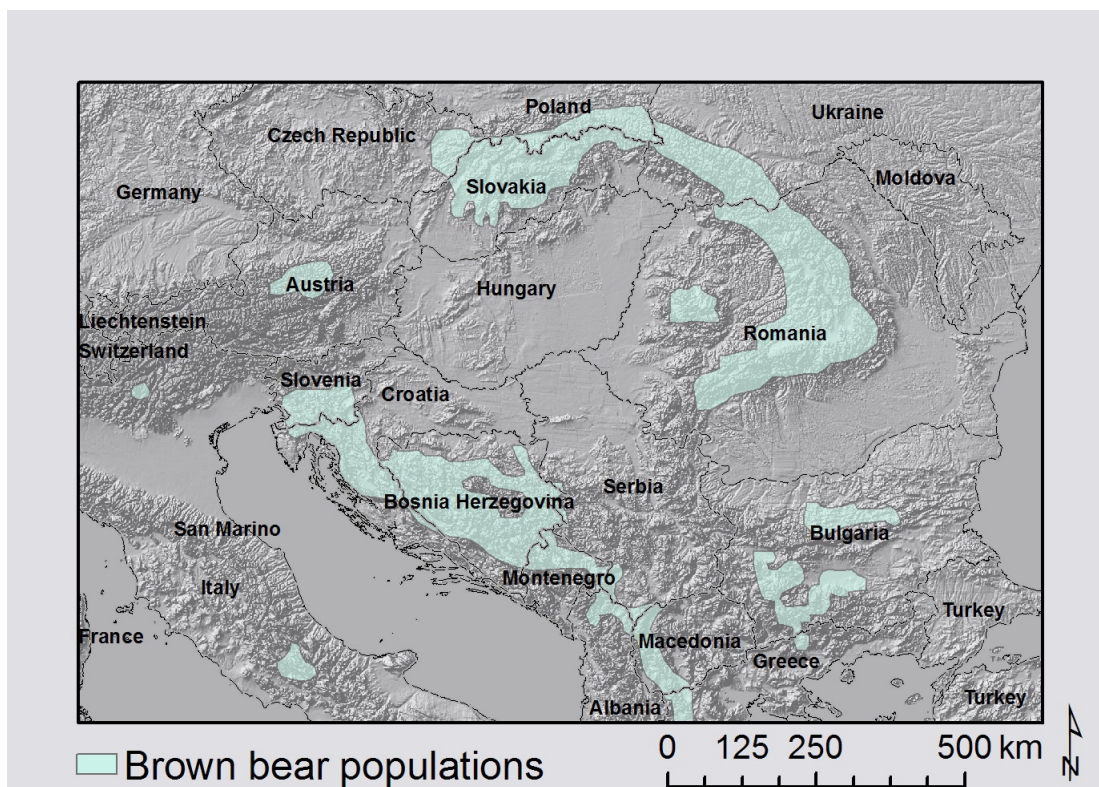 Poland
Ukraine
Czech Republic
Moldova
Slovakia
Germany
Austria
Hungary
Liechtenstein
Romania
Switzerland
Slovenia
Croatia
Serbia
Bosnia Herzegovina
San Marino
Bulgaria
Montenegro
Italy
Turkey
France
Macedonia
Greece
Turkey
Albania
Brown bear populations
0 125 250 500 km
N